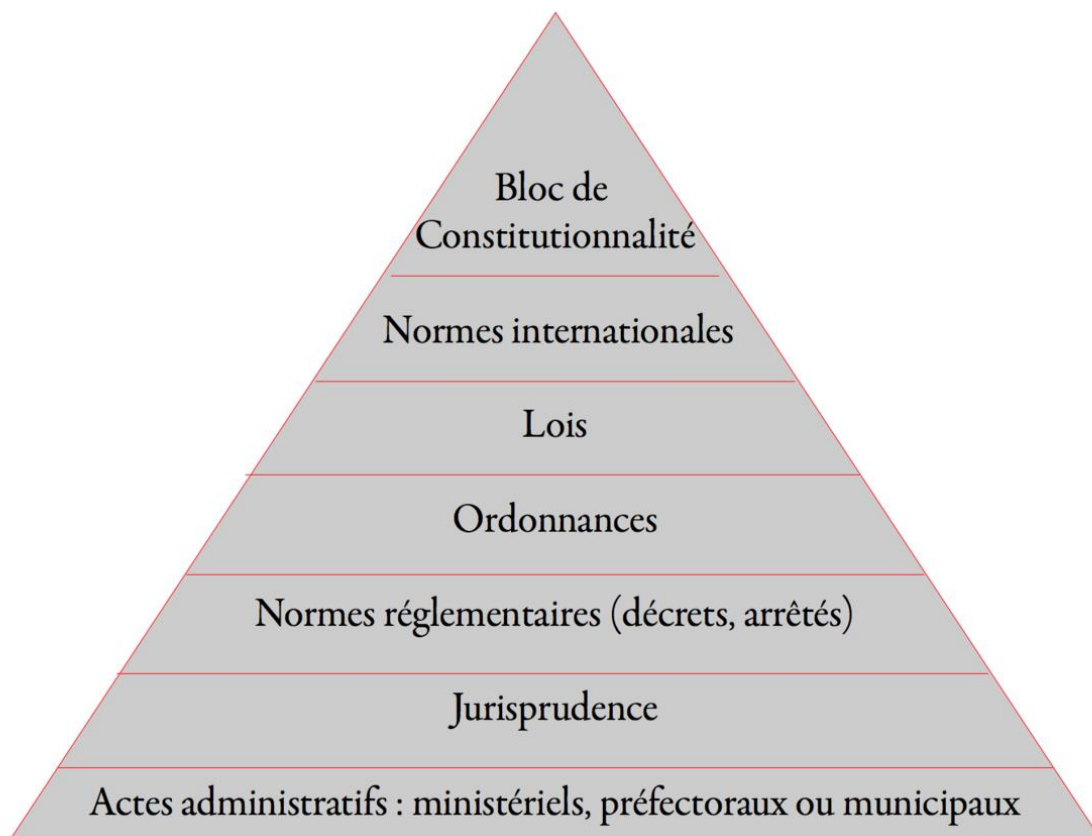 Bloc de
Constitutionnalité
Normes internationales
Lois
Ordonnances
Normes réglementaires (décrets, arrêtés)
Jurisprudence
Actes administratifs : ministériels, préfectoraux ou municipaux